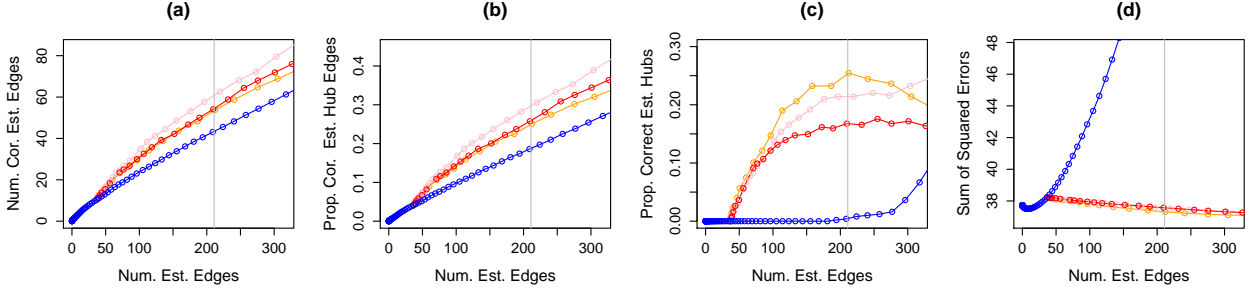 (a)
Num. Cor. Est. Edges
0 20 40 60 80
0 50 100 150 200 250 300
Num. Est. Edges
(b)
Prop. Cor. Est. Hub Edges
0.0 0.1 0.2 0.3 0.4
0 50 100 200 300
Num. Est. Edges
(c)
Prop. Correct Est. Hubs
0.00 0.10 0.20 0.30
0 50 100 200 300
Num. Est. Edges
(d)
Sum of Squared Errors
38 40 42 44 46 48
0 50 100 200 300
Num. Est. Edges